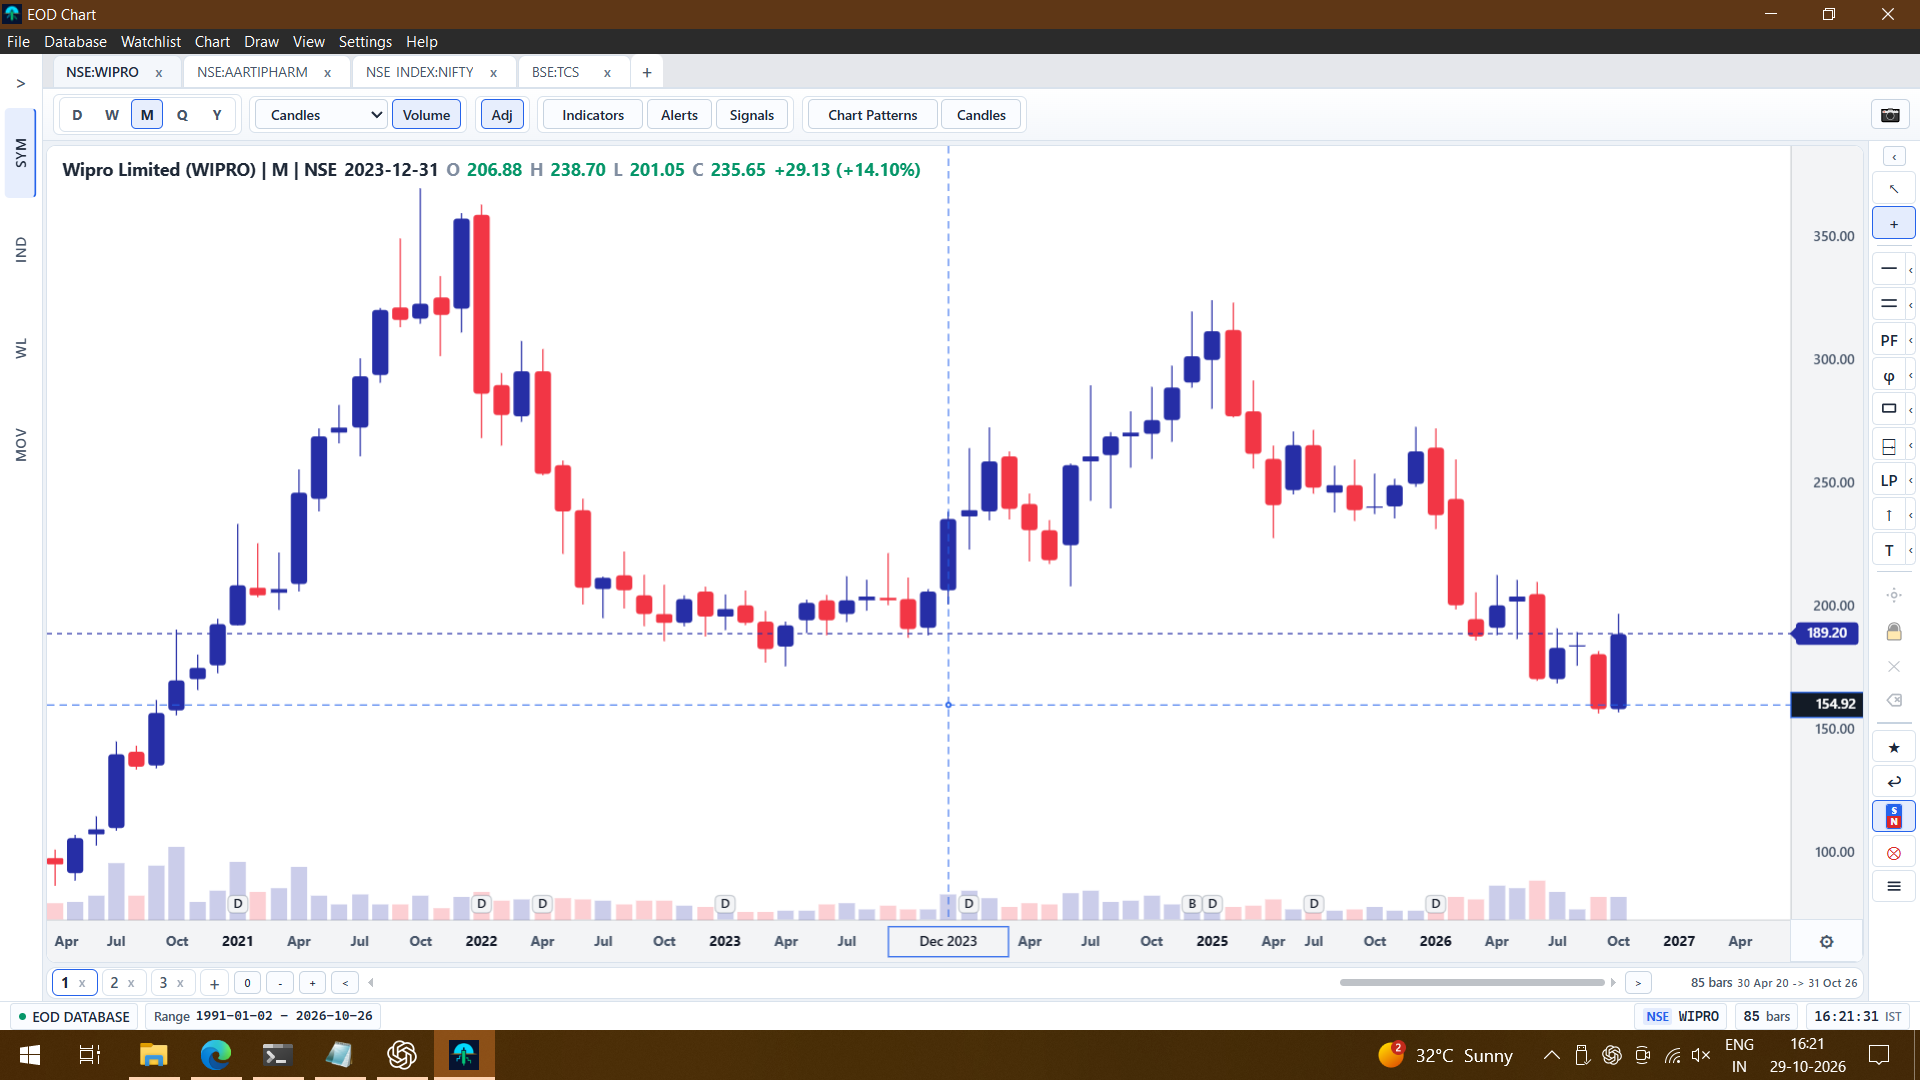 EOD Chart
File Database Watchlist Chart Draw View Settings Help
NSE:WIPRO x NSE:AARTIPHARM x NSE INDEX:NIFTY x BSE:TCS x +
D W M Q Y Candles Volume Adj Indicators Alerts Signals Chart Patterns Candles
SYM
IND
WL
MOV
Wipro Limited (WIPRO) | M | NSE 2023-12-31 O 206.88 H 238.70 L 201.05 C 235.65 +29.13 (+14.10%)
350.00
300.00
250.00
200.00
189.20
154.92
150.00
100.00
PF
φ
LP
T
S
N
D D D D D B D D D
Apr Jul Oct 2021 Apr Jul Oct 2022 Apr Jul Oct 2023 Apr Jul Dec 2023 Apr Jul Oct 2025 Apr Jul Oct 2026 Apr Jul Oct 2027 Apr
1 x 2 x 3 x + 0 - + < > 85 bars 30 Apr 20 -> 31 Oct 26
EOD DATABASE Range 1991-01-02 - 2026-10-26 NSE WIPRO 85 bars 16:21:31 IST
2 32°C Sunny ENG 16:21
IN 29-10-2026